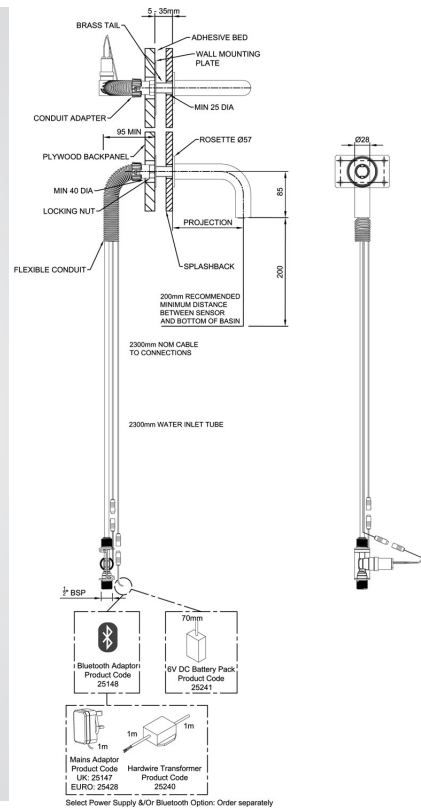 5 - 35mm
BRASS TAIL
ADHESIVE BED
WALL MOUNTING
PLATE
CONDUIT ADAPTER
MIN 25 DIA
95 MIN
ROSETTE Ø57
PLYWOOD BACKPANEL
MIN 40 DIA
LOCKING NUT
85
PROJECTION
Ø28
FLEXIBLE CONDUIT
SPLASHBACK
200
200mm RECOMMENDED
MINIMUM DISTANCE
BETWEEN SENSOR
AND BOTTOM OF BASIN
2300mm NOM CABLE
TO CONNECTIONS
2300mm WATER INLET TUBE
½" BSP
Bluetooth Adaptor
Product Code
25148
70mm
6V DC Battery Pack
Product Code
25241
1m
Mains Adaptor
Product Code
UK: 25147
EURO: 25428
1m
1m
Hardwire Transformer
Product Code
25240
Select Power Supply &/Or Bluetooth Option: Order separately